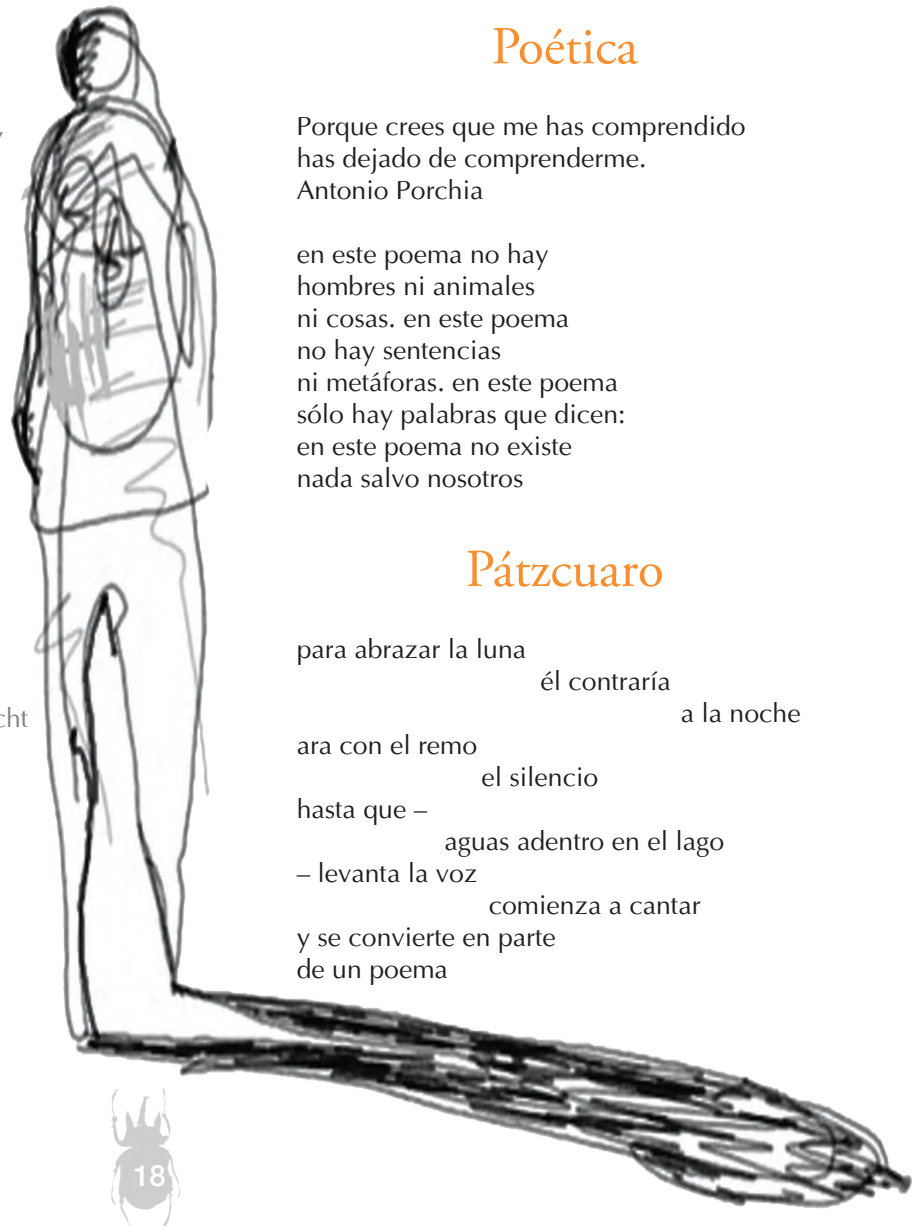 Poética
Porque crees que me has comprendido
has dejado de comprenderme.
Antonio Porchia
en este poema no hay
hombres ni animales
ni cosas. en este poema
no hay sentencias
ni metáforas. en este poema
sólo hay palabras que dicen:
en este poema no existe
nada salvo nosotros
Pátzcuaro
para abrazar la luna
él contraría
a la noche
ara con el remo
el silencio
hasta que –
aguas adentro en el lago
– levanta la voz
comienza a cantar
y se convierte en parte
de un poema
cht
18